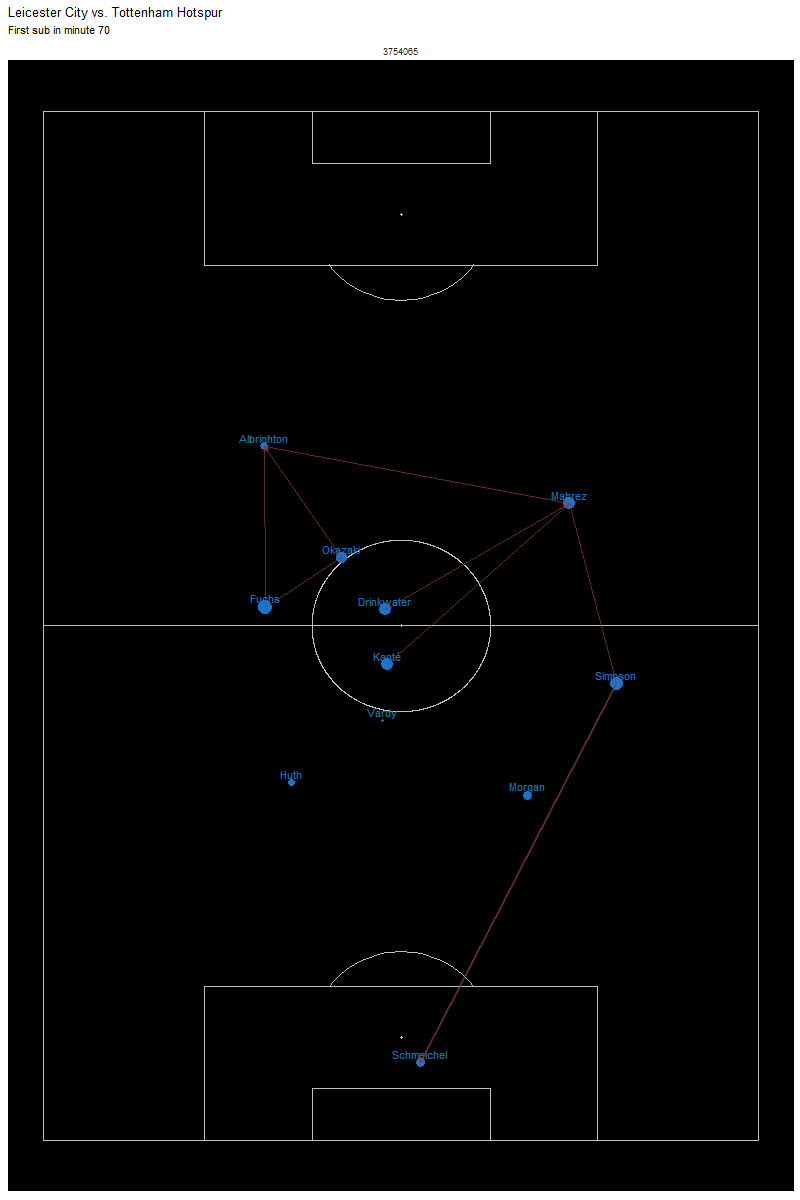 Leicester City vs. Tottenham Hotspur
First sub in minute 70
3754065
Albrighton
Mahrez
Okazaki
Fuchs
Drinkwater
Kanté
Simpson
Vardy
Huth
Morgan
Schmeichel